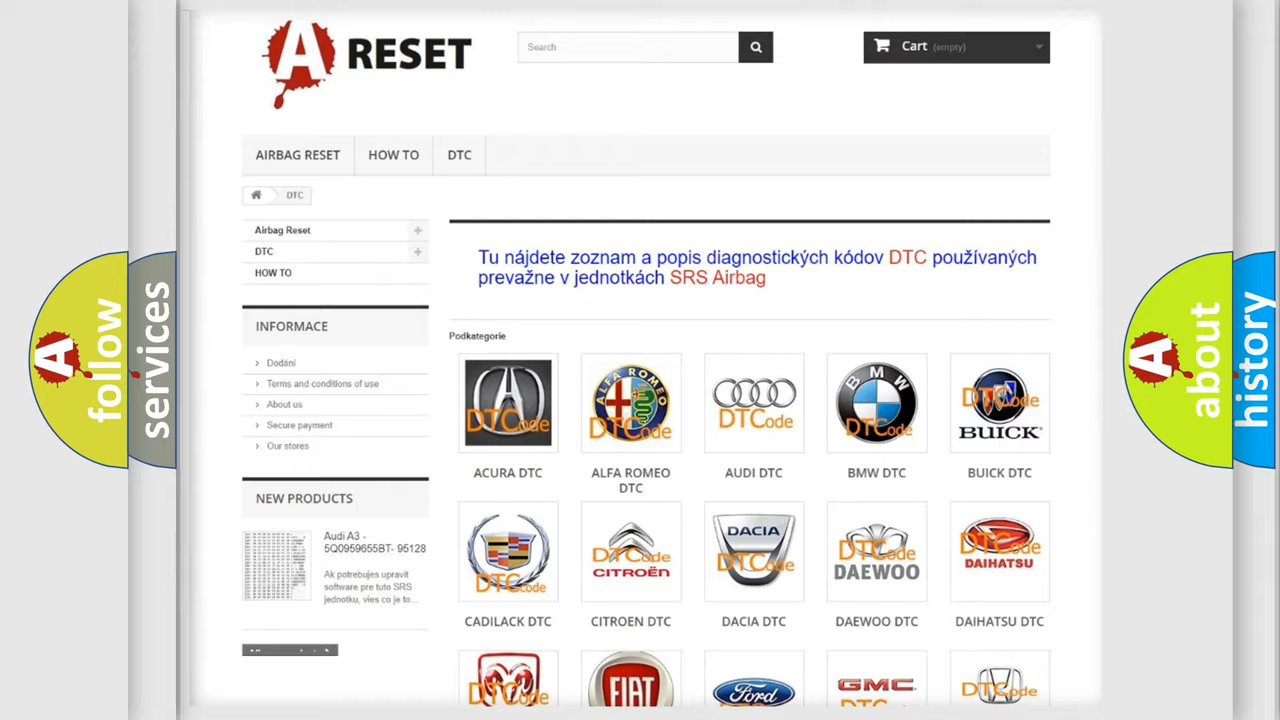 A RESET
Search
Cart (empty)
AIRBAG RESET
HOW TO
DTC
DTC
Airbag Reset
DTC
HOW TO
Tu nájdete zoznam a popis diagnostických kódov DTC používaných
prevažne v jednotkách SRS Airbag
INFORMACE
Dodání
Terms and conditions of use
About us
Secure payment
Our stores
NEW PRODUCTS
Audi A3 -
5Q0959655BT- 95128
Ak potrebujes upravit
software pre tuto SRS
jednotku, vies co je to...
Podkategorie
DTCode
ALFA ROMEO
DTCode
DTCode
BMW
DTCode
DTCode
BUICK
ACURA DTC
ALFA ROMEO
DTC
AUDI DTC
BMW DTC
BUICK DTC
DTCode
DTCode
CITROËN
DACIA
DTCode
DTCode
DAEWOO
DTCode
DAIHATSU
CADILACK DTC
CITROEN DTC
DACIA DTC
DAEWOO DTC
DAIHATSU DTC
DTCode
FIAT
Ford
GMC
DTCode
A follow
services
A about
history